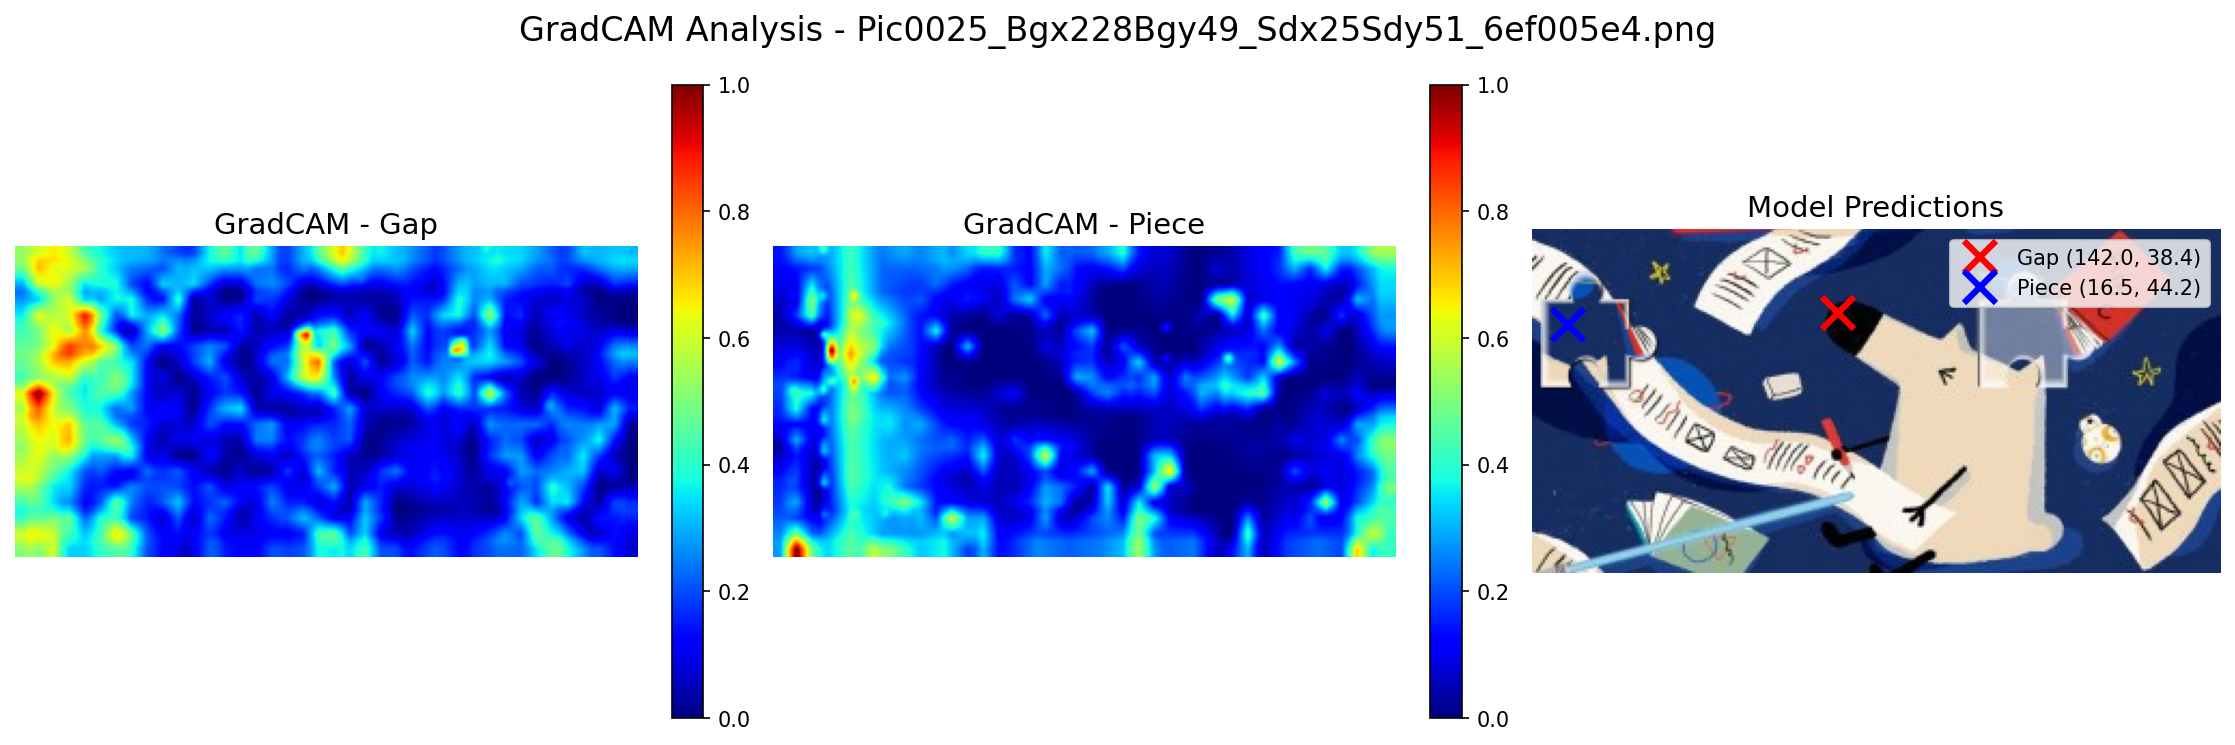 GradCAM Analysis - Pic0025_Bgx228Bgy49_Sdx25Sdy51_6ef005e4.png
GradCAM - Gap
1.0
0.8
0.6
0.4
0.2
0.0
GradCAM - Piece
1.0
0.8
0.6
0.4
0.2
0.0
Model Predictions
Gap (142.0, 38.4)
Piece (16.5, 44.2)